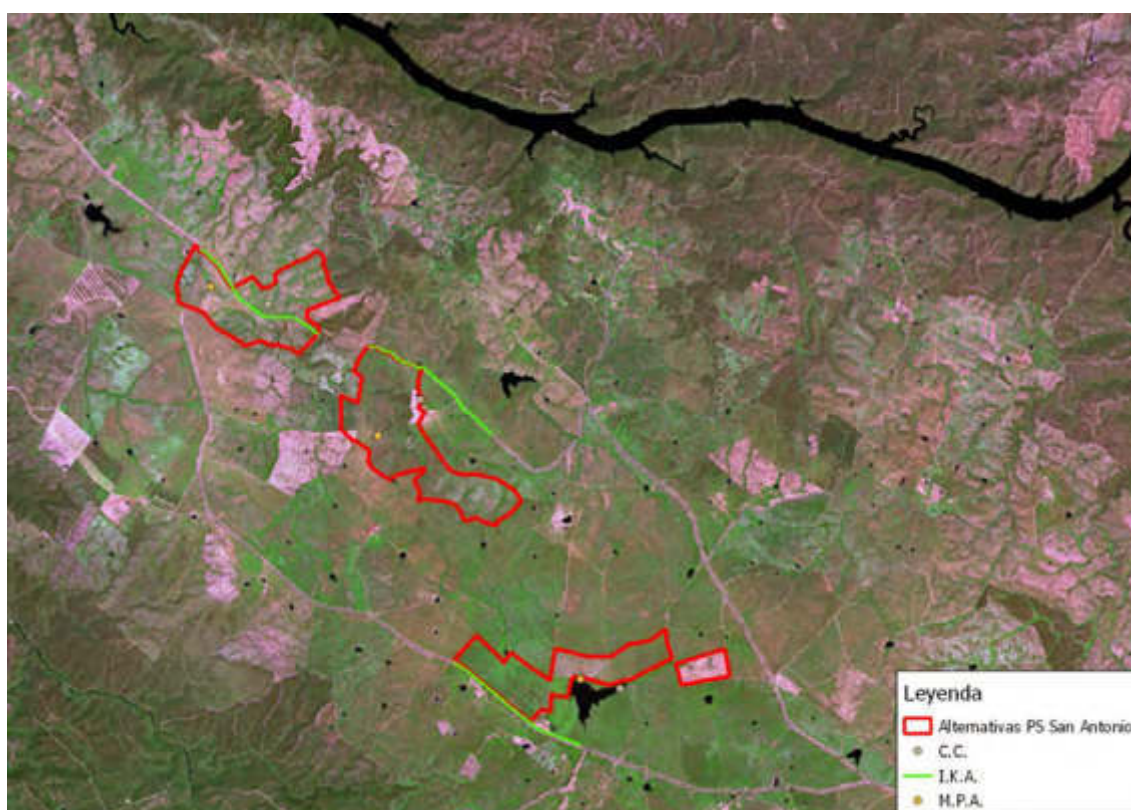 Leyenda
Alternativas PS San Antonio
C.C.
I.K.A.
M.P.A.